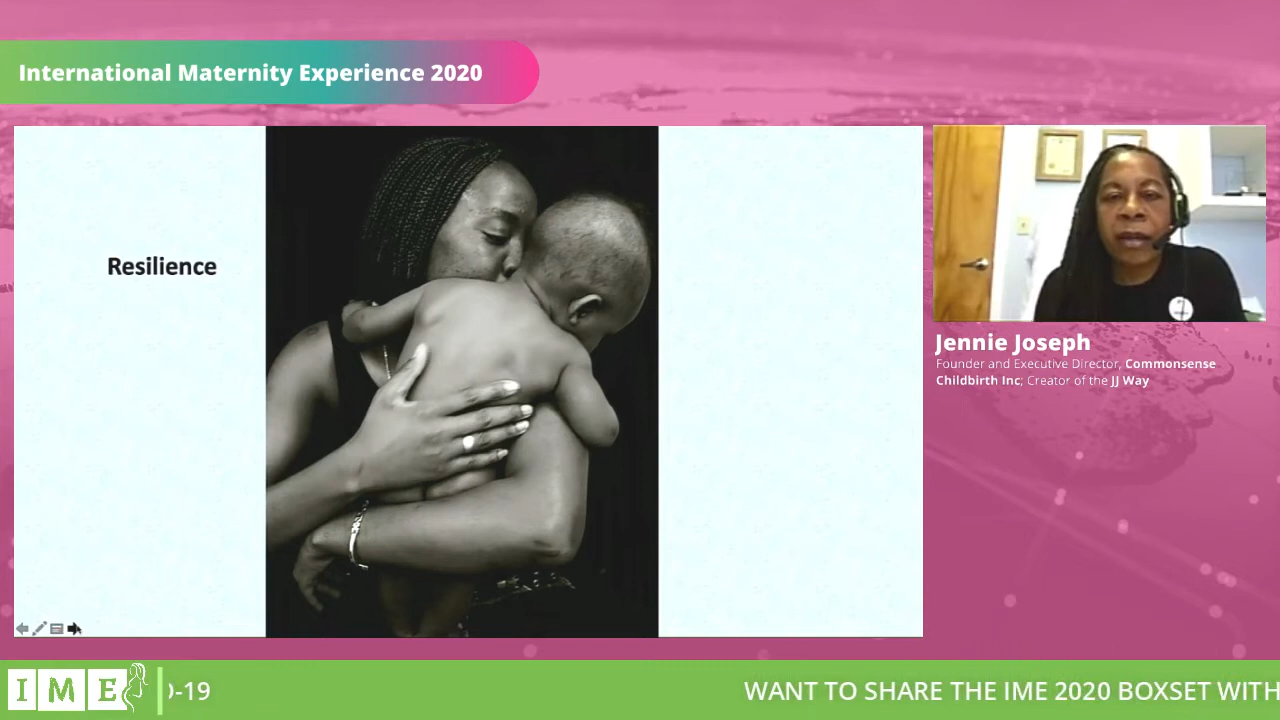 International Maternity Experience 2020
Resilience
Jennie Joseph
Founder and Executive Director, Commonsense
Childbirth Inc; Creator of the JJ Way
IME
-19
WANT TO SHARE THE IME 2020 BOXSET WITH